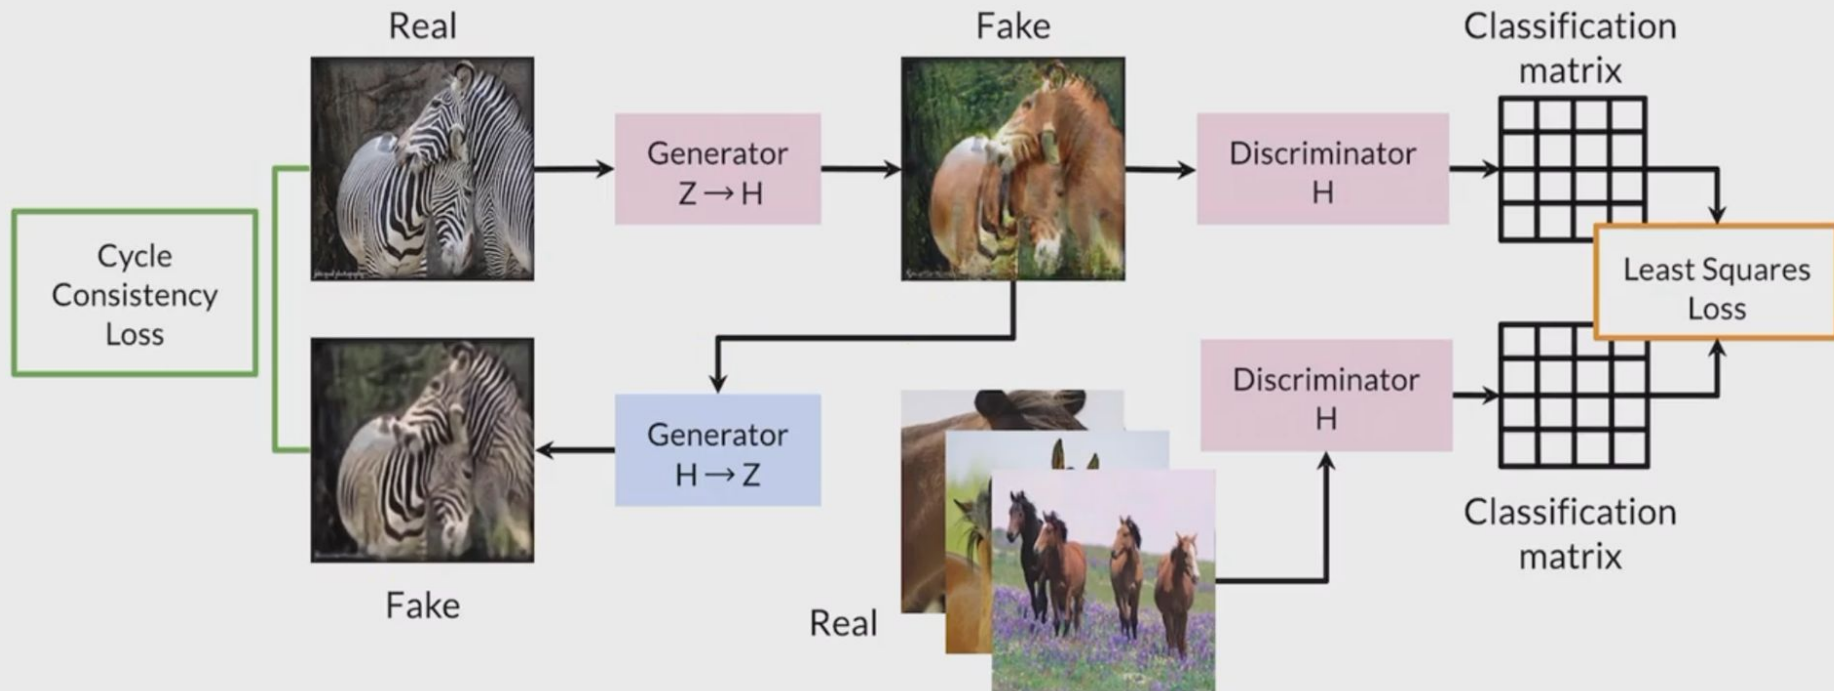 Real
Fake
Classification
matrix
Generator
Z → H
Discriminator
H
Cycle
Consistency
Loss
Least Squares
Loss
Generator
H → Z
Discriminator
H
Classification
matrix
Fake
Real